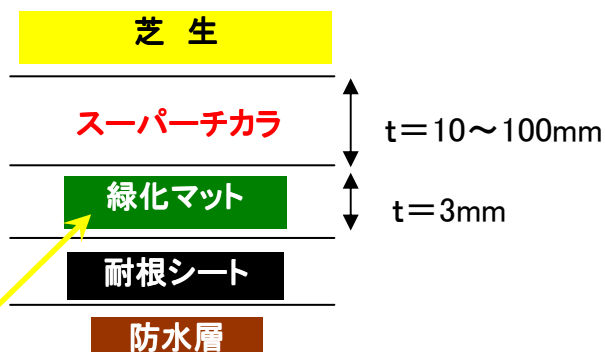 芝 生
スーパーチカラ
t=10～100mm
緑化マット
t=3mm
耐根シート
防水層